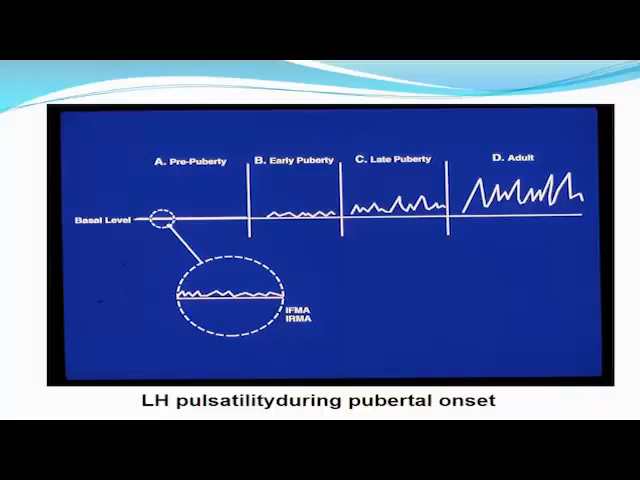 A. Pre-Puberty
B. Early Puberty
C. Late Puberty
D. Adult
Basal Level
IFMA
IRMA
LH pulsatilityduring pubertal onset